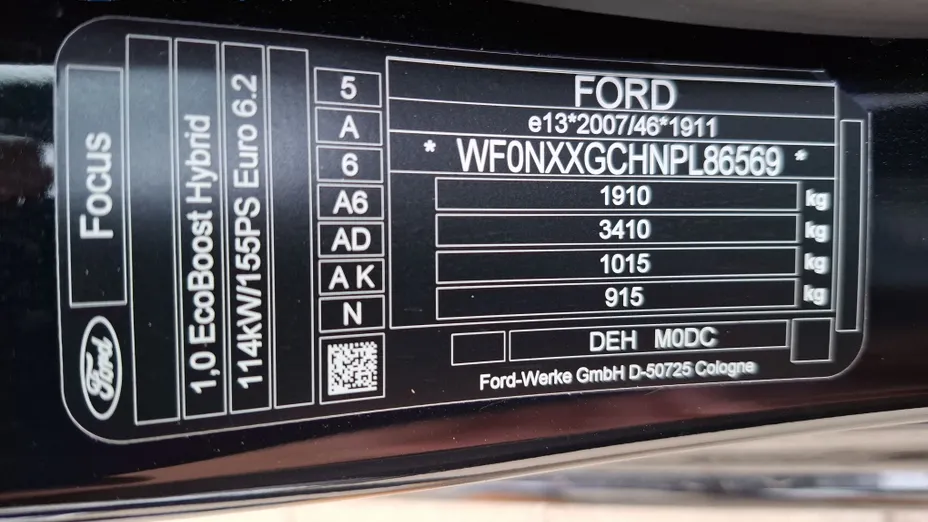 Focus
Ford
1,0 EcoBoost Hybrid
114kW/155PS Euro 6.2
5
A
6
A6
AD
A K
N
FORD
e13*2007/46*1911
* WF0NXXGCHNPL86569 *
1910 kg
3410 kg
1015 kg
915 kg
DEH M0DC
Ford-Werke GmbH D-50725 Cologne